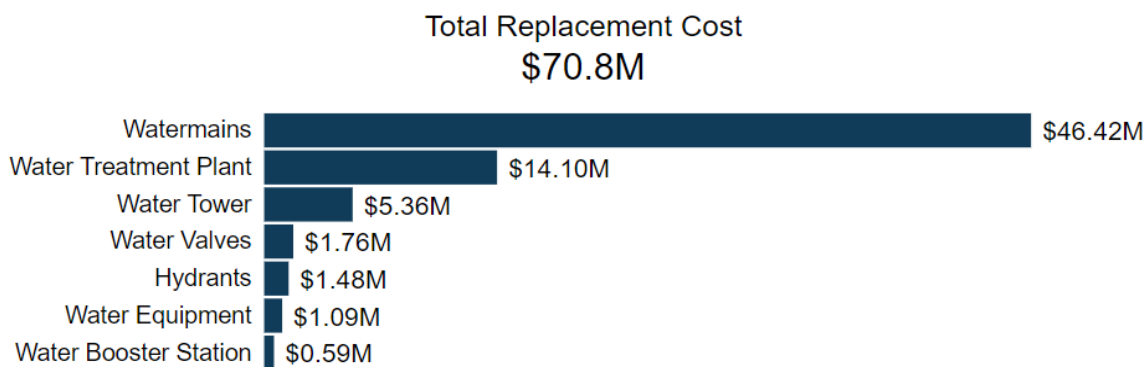 Total Replacement Cost
$70.8M
Watermains $46.42M
Water Treatment Plant $14.10M
Water Tower $5.36M
Water Valves $1.76M
Hydrants $1.48M
Water Equipment $1.09M
Water Booster Station $0.59M